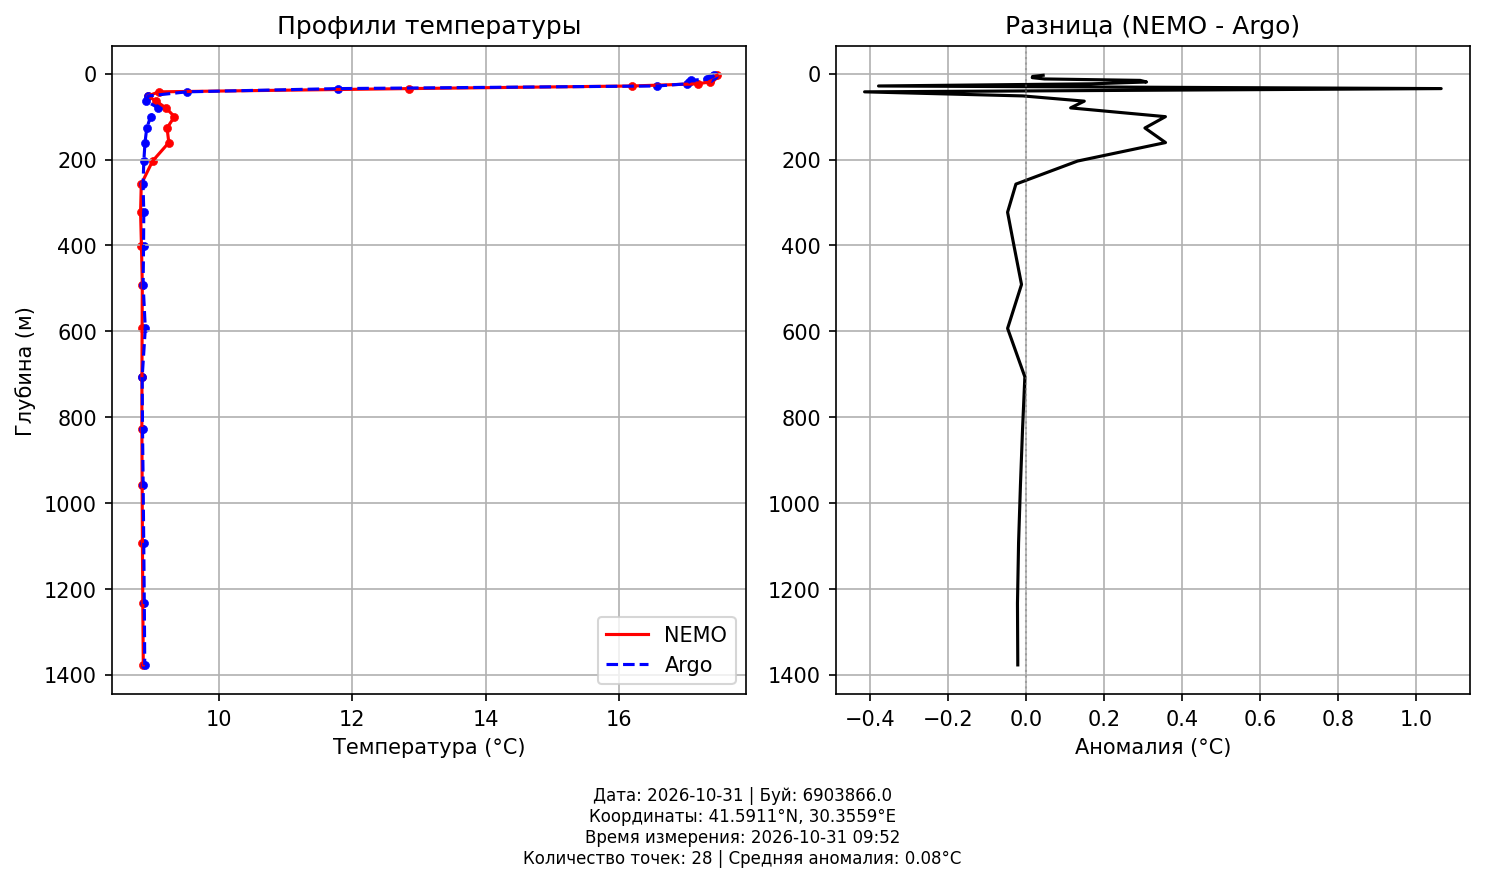 Профили температуры
0
200
400
600
800
1000
1200
1400
Глубина (м)
10
12
14
16
Температура (°C)
NEMO
Argo
Разница (NEMO - Argo)
0
200
400
600
800
1000
1200
1400
−0.4
−0.2
0.0
0.2
0.4
0.6
0.8
1.0
Аномалия (°C)
Дата: 2026-10-31 | Буй: 6903866.0
Координаты: 41.5911°N, 30.3559°E
Время измерения: 2026-10-31 09:52
Количество точек: 28 | Средняя аномалия: 0.08°C